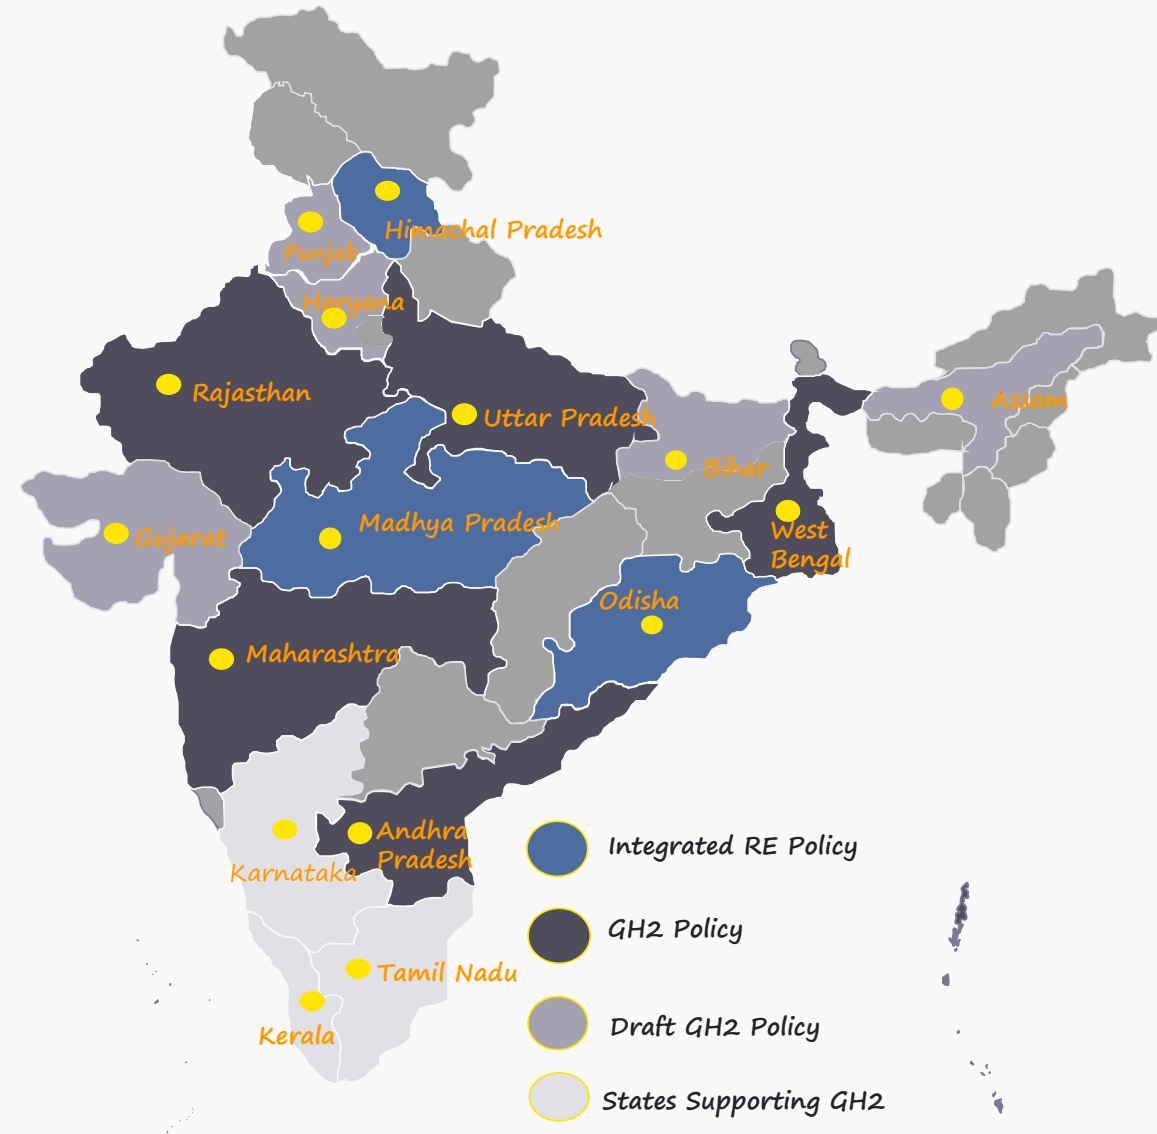 Himachal Pradesh
Punjab
Haryana
Rajasthan
Uttar Pradesh
Assam
Bihar
Gujarat
Madhya Pradesh
West
Bengal
Odisha
Maharashtra
Andhra
Pradesh
Karnataka
Tamil Nadu
Kerala
Integrated RE Policy
GH2 Policy
Draft GH2 Policy
States Supporting GH2